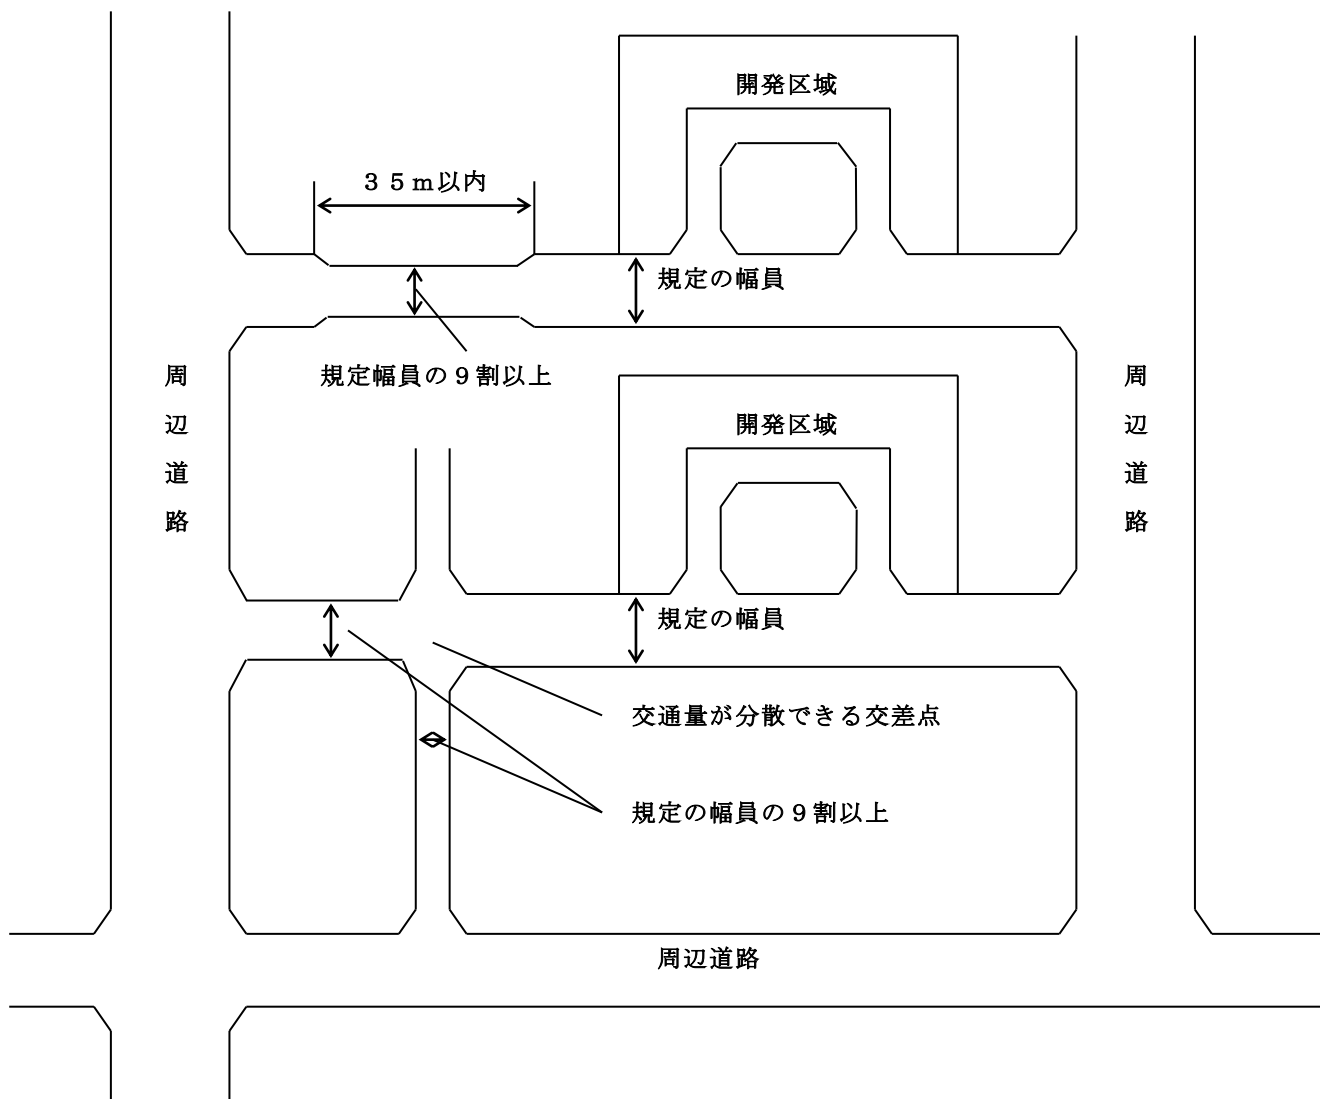 開発区域
３５ｍ以内
規定の幅員
規定幅員の９割以上
周辺道路
周辺道路
開発区域
規定の幅員
交通量が分散できる交差点
規定の幅員の９割以上
周辺道路